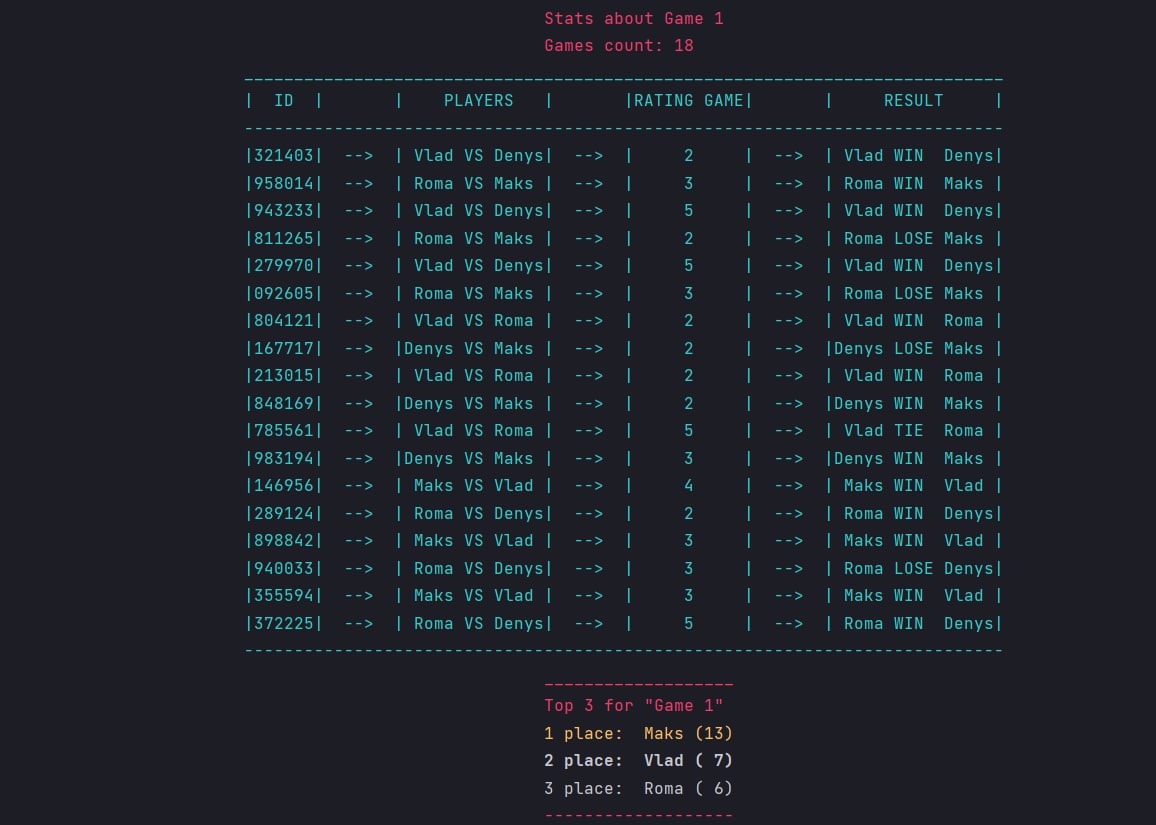 Stats about Game 1
Games count: 18
----------------------------------------------------------------------------
|  ID  |       |    PLAYERS   |       |RATING GAME|       |     RESULT     |
----------------------------------------------------------------------------
|321403|  -->  | Vlad VS Denys|  -->  |     2     |  -->  | Vlad WIN  Denys|
|958014|  -->  | Roma VS Maks |  -->  |     3     |  -->  | Roma WIN  Maks |
|943233|  -->  | Vlad VS Denys|  -->  |     5     |  -->  | Vlad WIN  Denys|
|811265|  -->  | Roma VS Maks |  -->  |     2     |  -->  | Roma LOSE Maks |
|279970|  -->  | Vlad VS Denys|  -->  |     5     |  -->  | Vlad WIN  Denys|
|092605|  -->  | Roma VS Maks |  -->  |     3     |  -->  | Roma LOSE Maks |
|804121|  -->  | Vlad VS Roma |  -->  |     2     |  -->  | Vlad WIN  Roma |
|167717|  -->  |Denys VS Maks |  -->  |     2     |  -->  |Denys LOSE Maks |
|213015|  -->  | Vlad VS Roma |  -->  |     2     |  -->  | Vlad WIN  Roma |
|848169|  -->  |Denys VS Maks |  -->  |     2     |  -->  |Denys WIN  Maks |
|785561|  -->  | Vlad VS Roma |  -->  |     5     |  -->  | Vlad TIE  Roma |
|983194|  -->  |Denys VS Maks |  -->  |     3     |  -->  |Denys WIN  Maks |
|146956|  -->  | Maks VS Vlad |  -->  |     4     |  -->  | Maks WIN  Vlad |
|289124|  -->  | Roma VS Denys|  -->  |     2     |  -->  | Roma WIN  Denys|
|898842|  -->  | Maks VS Vlad |  -->  |     3     |  -->  | Maks WIN  Vlad |
|940033|  -->  | Roma VS Denys|  -->  |     3     |  -->  | Roma LOSE Denys|
|355594|  -->  | Maks VS Vlad |  -->  |     3     |  -->  | Maks WIN  Vlad |
|372225|  -->  | Roma VS Denys|  -->  |     5     |  -->  | Roma WIN  Denys|
----------------------------------------------------------------------------
-------------------
Top 3 for "Game 1"
1 place:  Maks (13)
2 place:  Vlad ( 7)
3 place:  Roma ( 6)
-------------------